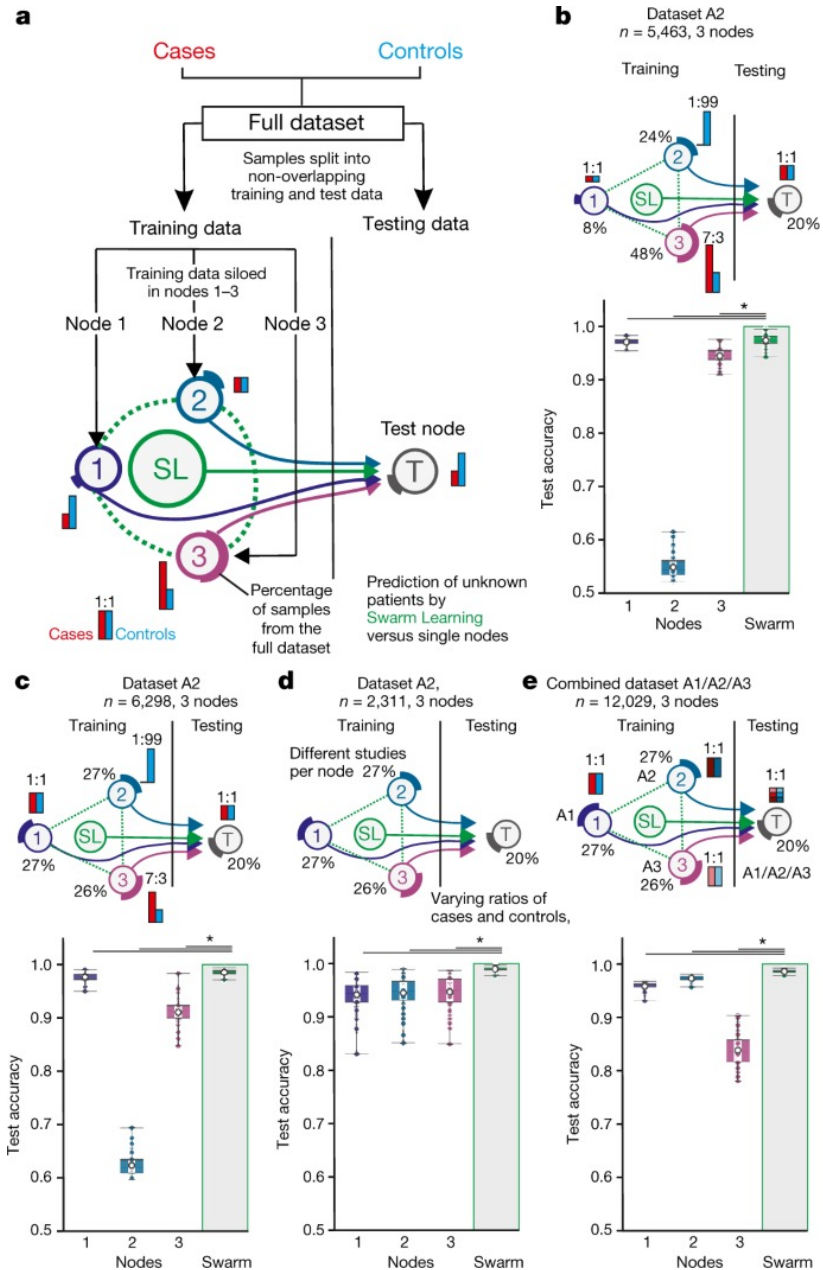 a
Cases
Controls
Full dataset
Samples split into
non-overlapping
training and test data
Training data
Testing data
Training data siloed
in nodes 1–3
Node 1
Node 2
Node 3
2
1
SL
3
Test node
T
1:1
Cases
Controls
Percentage
of samples
from the
full dataset
Prediction of unknown
patients by
Swarm Learning
versus single nodes
b
Dataset A2
n = 5,463, 3 nodes
Training
Testing
1:99
24%
1:1
2
1:1
1
SL
T
8%
20%
3
7:3
48%
*
1.0
0.9
0.8
0.7
0.6
0.5
Test accuracy
1 2 3 Swarm
Nodes
c
Dataset A2
n = 6,298, 3 nodes
Training
Testing
1:99
27%
1:1
2
1:1
1
SL
T
27%
20%
26%
3
7:3
*
1.0
0.9
0.8
0.7
0.6
0.5
Test accuracy
1 2 3
Nodes Swarm
d
Dataset A2,
n = 2,311, 3 nodes
Training
Testing
Different studies
per node
27%
2
1
SL
T
27%
20%
26%
3
Varying ratios of
cases and controls,
*
1.0
0.9
0.8
0.7
0.6
0.5
Test accuracy
1 2 3
Nodes Swarm
e
Combined dataset A1/A2/A3
n = 12,029, 3 nodes
Training
Testing
27%
1:1
A2
2
1:1
1:1
A1
1
SL
T
27%
20%
A3
3
1:1
26%
A1/A2/A3
*
1.0
0.9
0.8
0.7
0.6
0.5
Test accuracy
1 2 3
Nodes Swarm